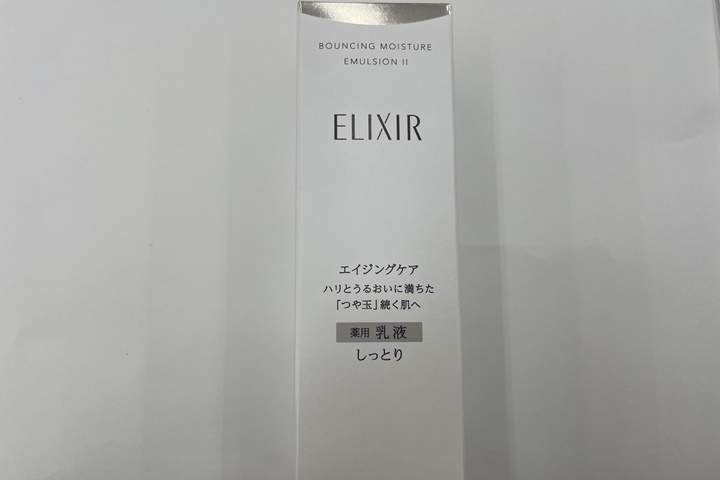 BOUNCING MOISTURE
EMULSION II
ELIXIR
エイジングケア
ハリとうるおいに満ちた
「つや玉」続く肌へ
薬用 乳液
しっとり